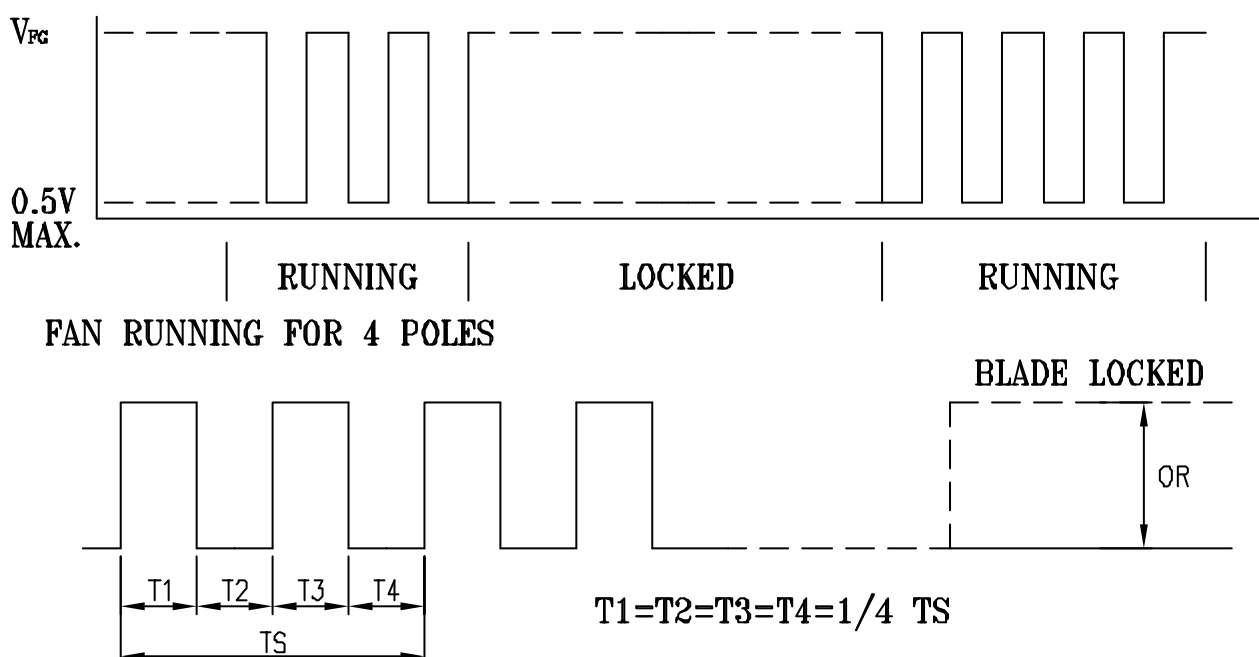 VFG
0.5V
MAX.
RUNNING LOCKED RUNNING
FAN RUNNING FOR 4 POLES
BLADE LOCKED
OR
T1 T2 T3 T4
TS
T1=T2=T3=T4=1/4 TS